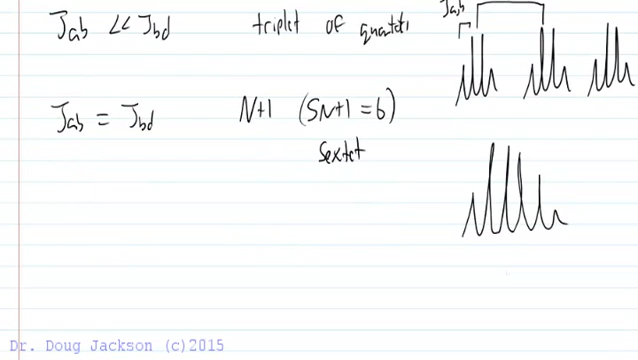 Jab
Jab << Jbd triplet of quartets
Jab = Jbd N+1 (5N+1=6)
Sextet
Dr. Doug Jackson (c)2015